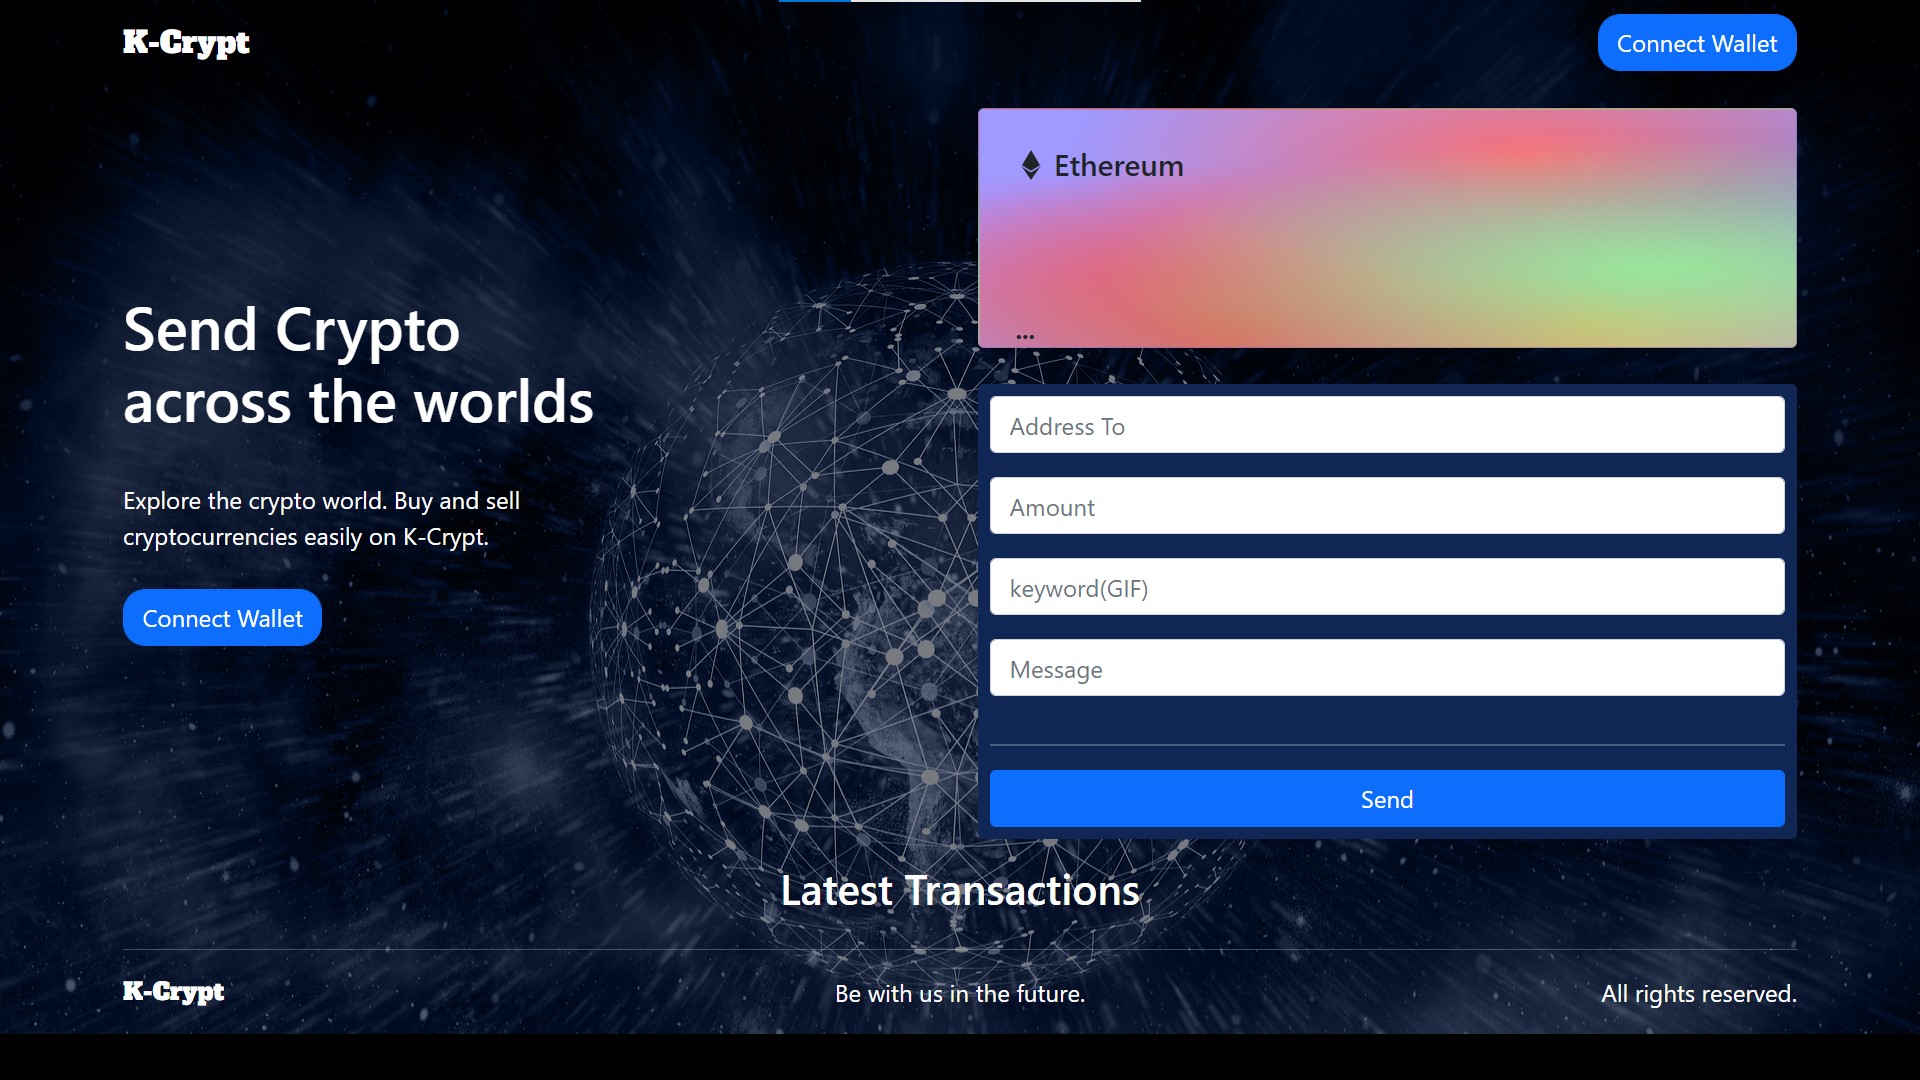 K-Crypt
Connect Wallet
Ethereum
...
Send Crypto
across the worlds
Explore the crypto world. Buy and sell
cryptocurrencies easily on K-Crypt.
Connect Wallet
Address To
Amount
keyword(GIF)
Message
Send
Latest Transactions
K-Crypt
Be with us in the future.
All rights reserved.